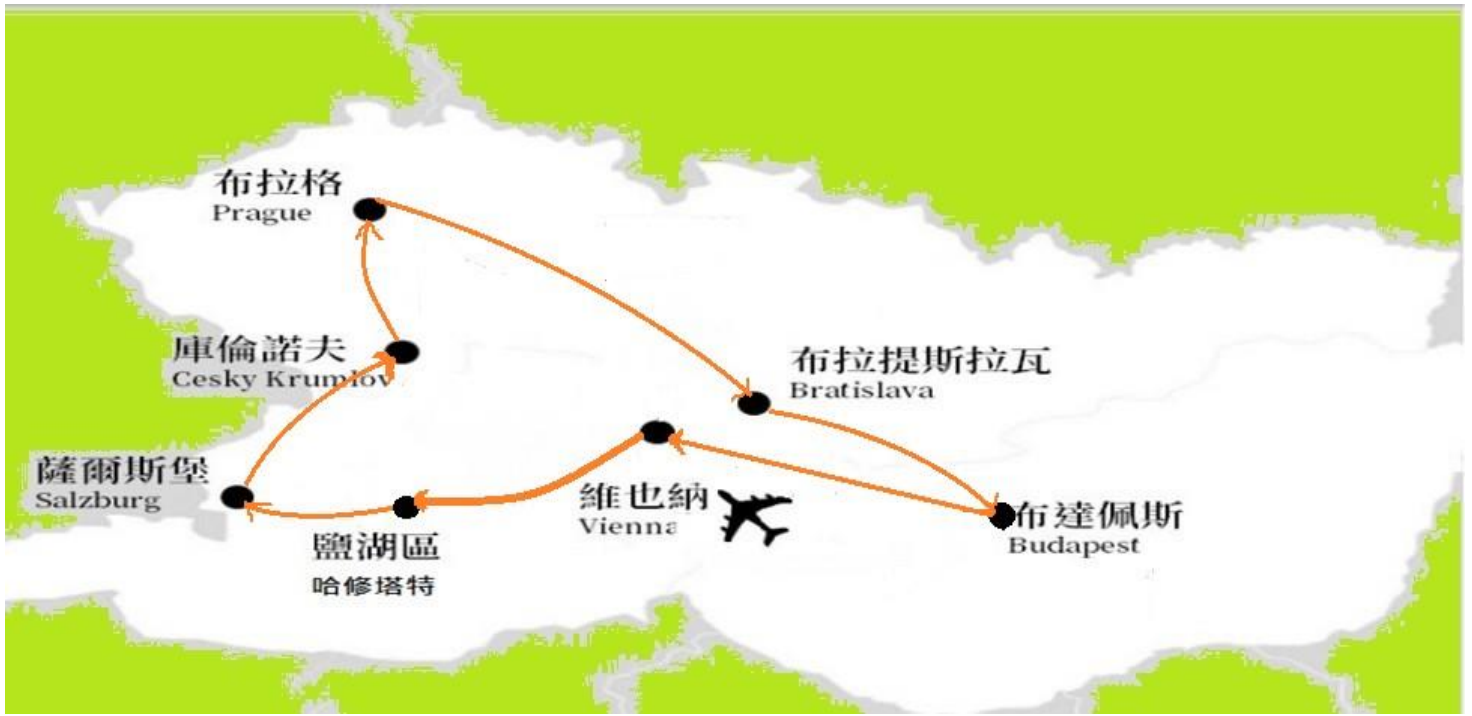 布拉格
Prague
庫倫諾夫
Cesky Krumlov
布拉提斯拉瓦
Bratislava
薩爾斯堡
Salzburg
維也納
Vienna
布達佩斯
Budapest
鹽湖區
哈修塔特